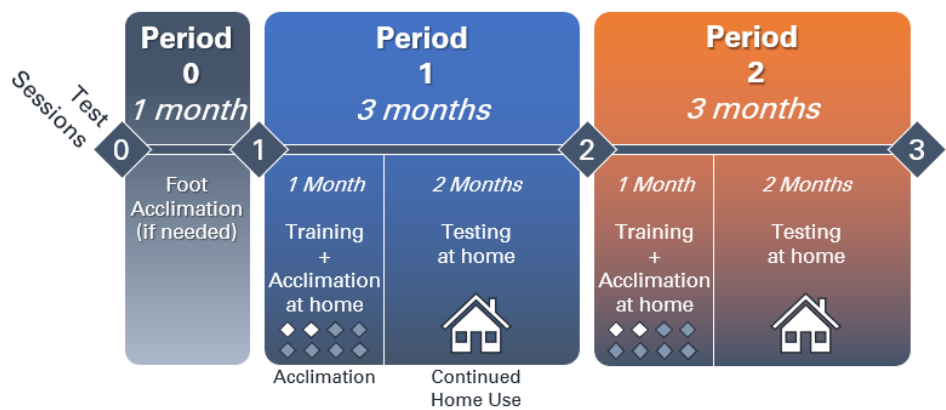 Test
Sessions
Period
0
1 month
Period
1
3 months
Period
2
3 months
0
1
2
3
Foot
Acclimation
(if needed)
1 Month
Training
+
Acclimation
at home
2 Months
Testing
at home
1 Month
Training
+
Acclimation
at home
2 Months
Testing
at home
Acclimation
Continued
Home Use